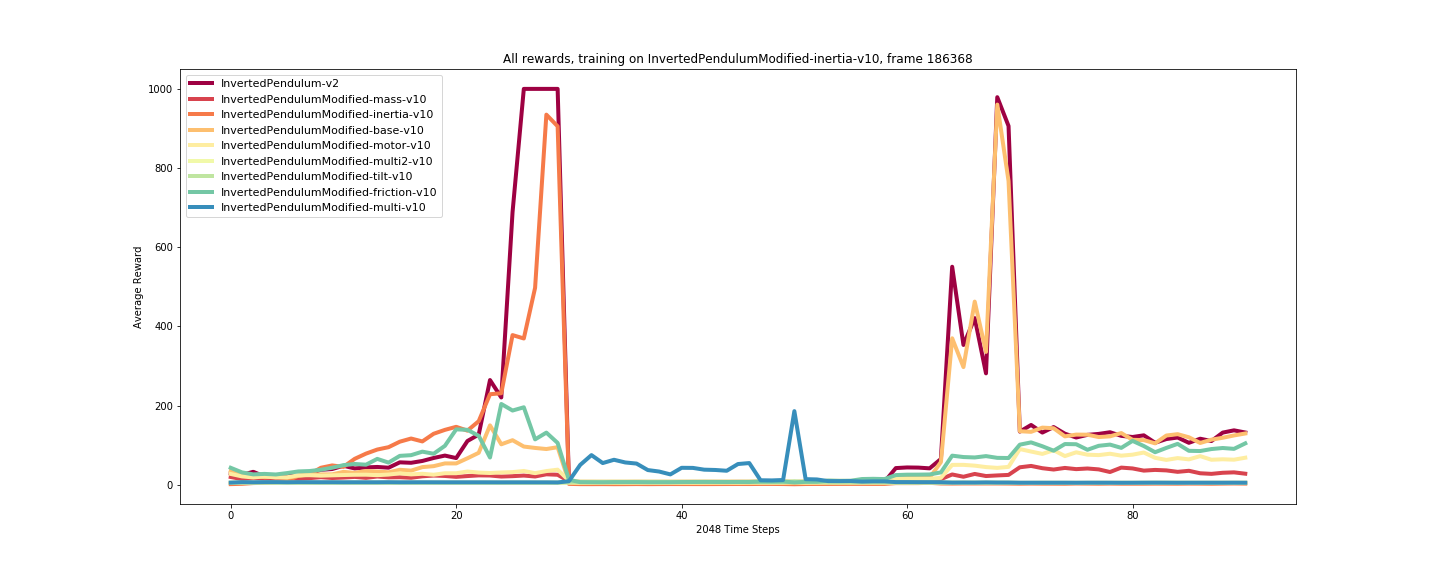 All rewards, training on InvertedPendulumModified-inertia-v10, frame 186368
InvertedPendulum-v2
InvertedPendulumModified-mass-v10
InvertedPendulumModified-inertia-v10
InvertedPendulumModified-base-v10
InvertedPendulumModified-motor-v10
InvertedPendulumModified-multi2-v10
InvertedPendulumModified-tilt-v10
InvertedPendulumModified-friction-v10
InvertedPendulumModified-multi-v10
1000
800
600
400
200
0
Average Reward
0 20 40 60 80
2048 Time Steps